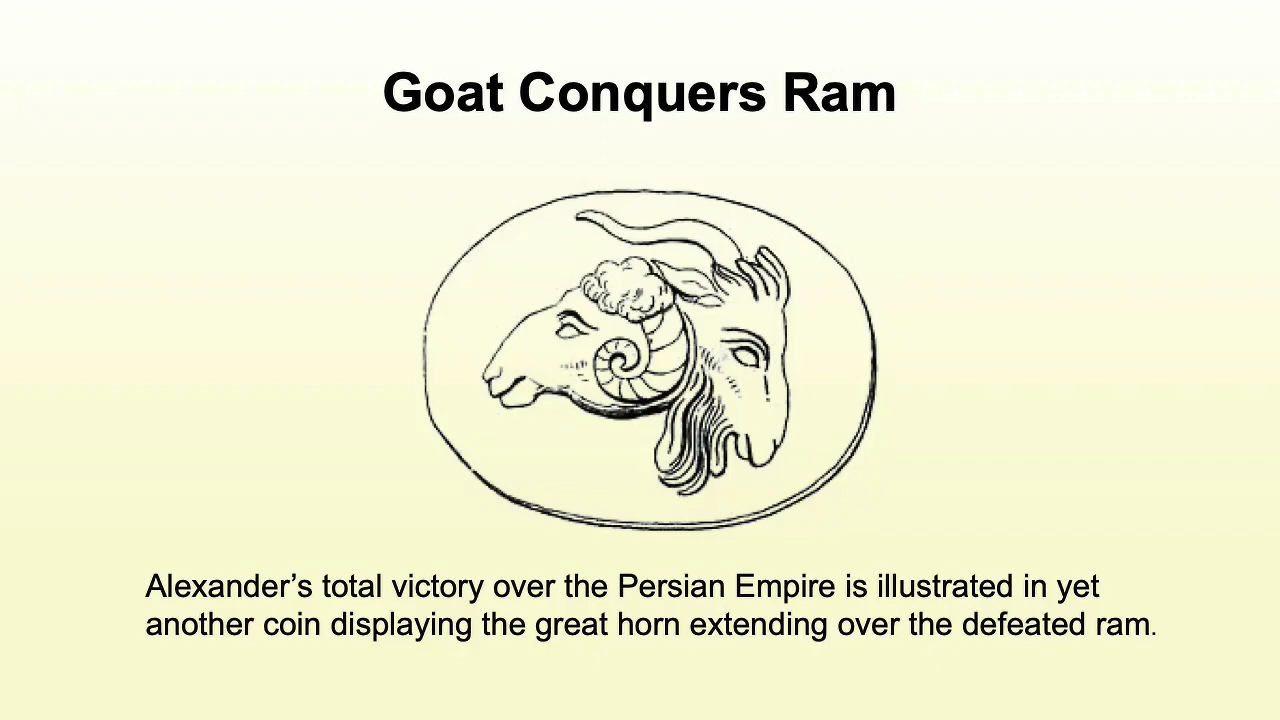 Goat Conquers Ram
Alexander’s total victory over the Persian Empire is illustrated in yet
another coin displaying the great horn extending over the defeated ram.